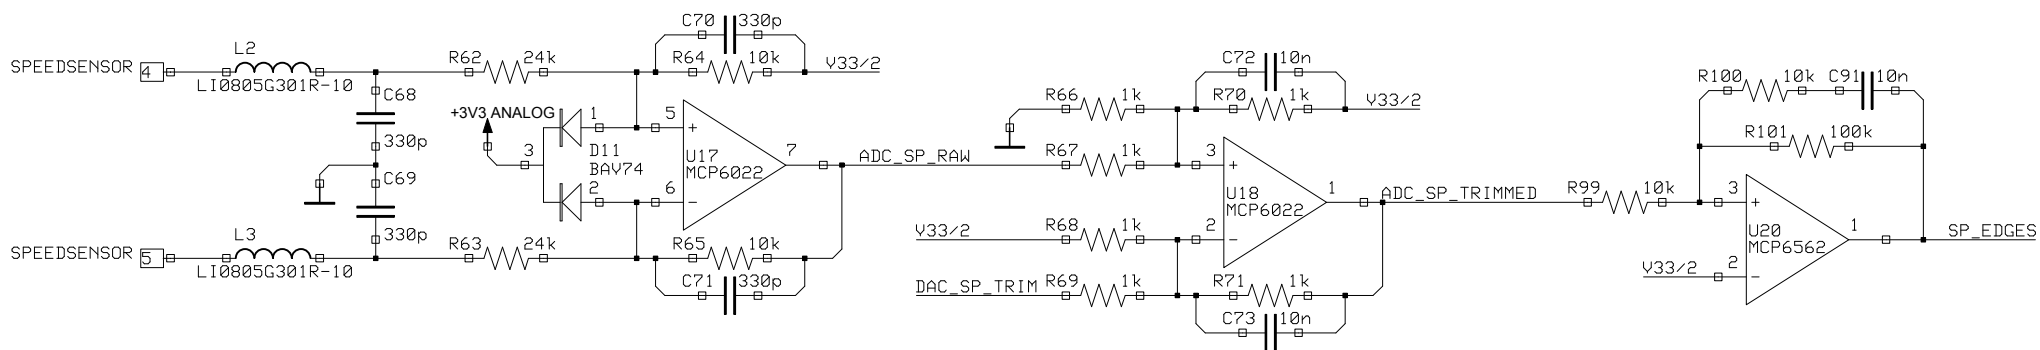 SPEEDSENSOR 4
L2
LI0805G301R-10
C68
330p
C69
330p
SPEEDSENSOR 5
L3
LI0805G301R-10
R62 24k
+3V3 ANALOG
3
1
D11
BAV74
2
R63 24k
C70 330p
R64 10k
V33/2
5
+
U17
MCP6022
7
6
-
R65 10k
C71 330p
ADC_SP_RAW
R66 1k
R67 1k
V33/2
R68 1k
DAC_SP_TRIM
R69 1k
C72 10n
R70 1k
V33/2
3
+
U18
MCP6022
1
2
-
R71 1k
C73 10n
ADC_SP_TRIMMED
R99 10k
R100 10k
C91 10n
R101 100k
3
+
U20
MCP6562
1
V33/2
2
-
SP_EDGES